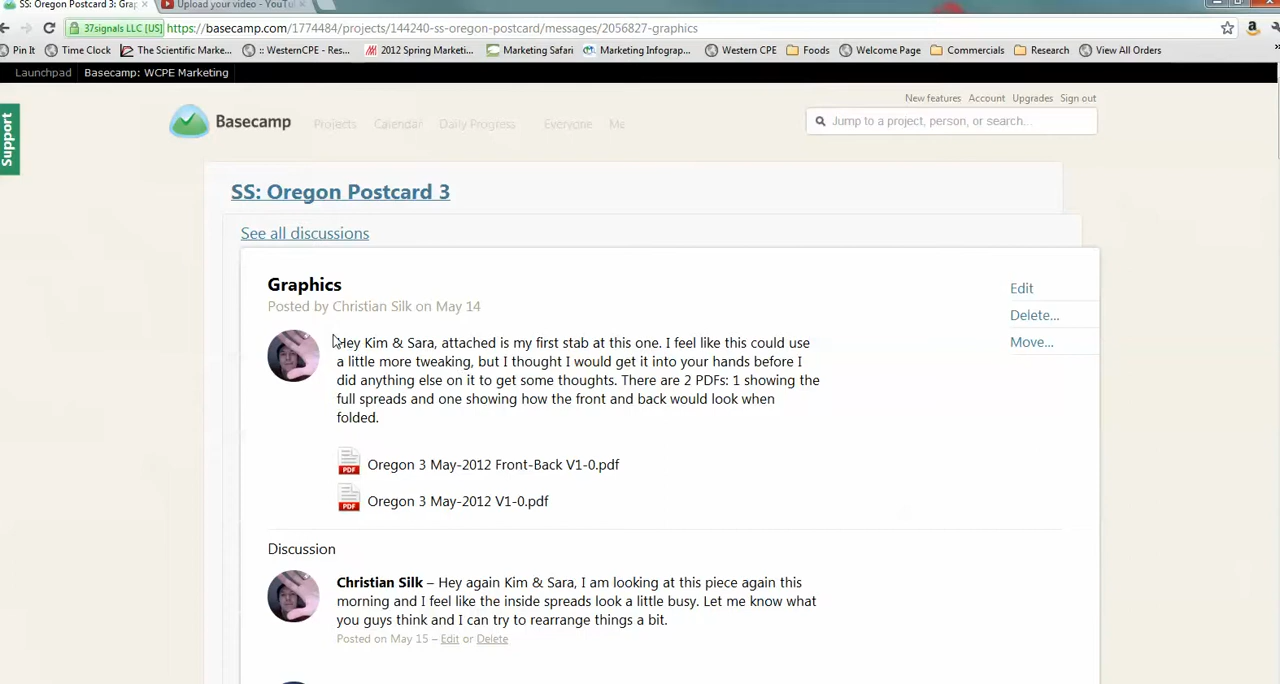 SS: Oregon Postcard 3: Grap
Upload your video - YouTu
37signals LLC [US] https://basecamp.com/1774484/projects/144240-ss-oregon-postcard/messages/2056827-graphics
Pin It Time Clock The Scientific Marke... :: WesternCPE - Res... 2012 Spring Marketi... Marketing Safari Marketing Infograp... Western CPE Foods Welcome Page Commercials Research View All Orders
Launchpad Basecamp: WCPE Marketing
New features Account Upgrades Sign out
Support
Basecamp Projects Calendar Daily Progress Everyone Me Jump to a project, person, or search...
SS: Oregon Postcard 3
See all discussions
Graphics
Posted by Christian Silk on May 14
Edit
Delete...
Move...
Hey Kim & Sara, attached is my first stab at this one. I feel like this could use
a little more tweaking, but I thought I would get it into your hands before I
did anything else on it to get some thoughts. There are 2 PDFs: 1 showing the
full spreads and one showing how the front and back would look when
folded.
PDF Oregon 3 May-2012 Front-Back V1-0.pdf
PDF Oregon 3 May-2012 V1-0.pdf
Discussion
Christian Silk – Hey again Kim & Sara, I am looking at this piece again this
morning and I feel like the inside spreads look a little busy. Let me know what
you guys think and I can try to rearrange things a bit.
Posted on May 15 – Edit or Delete